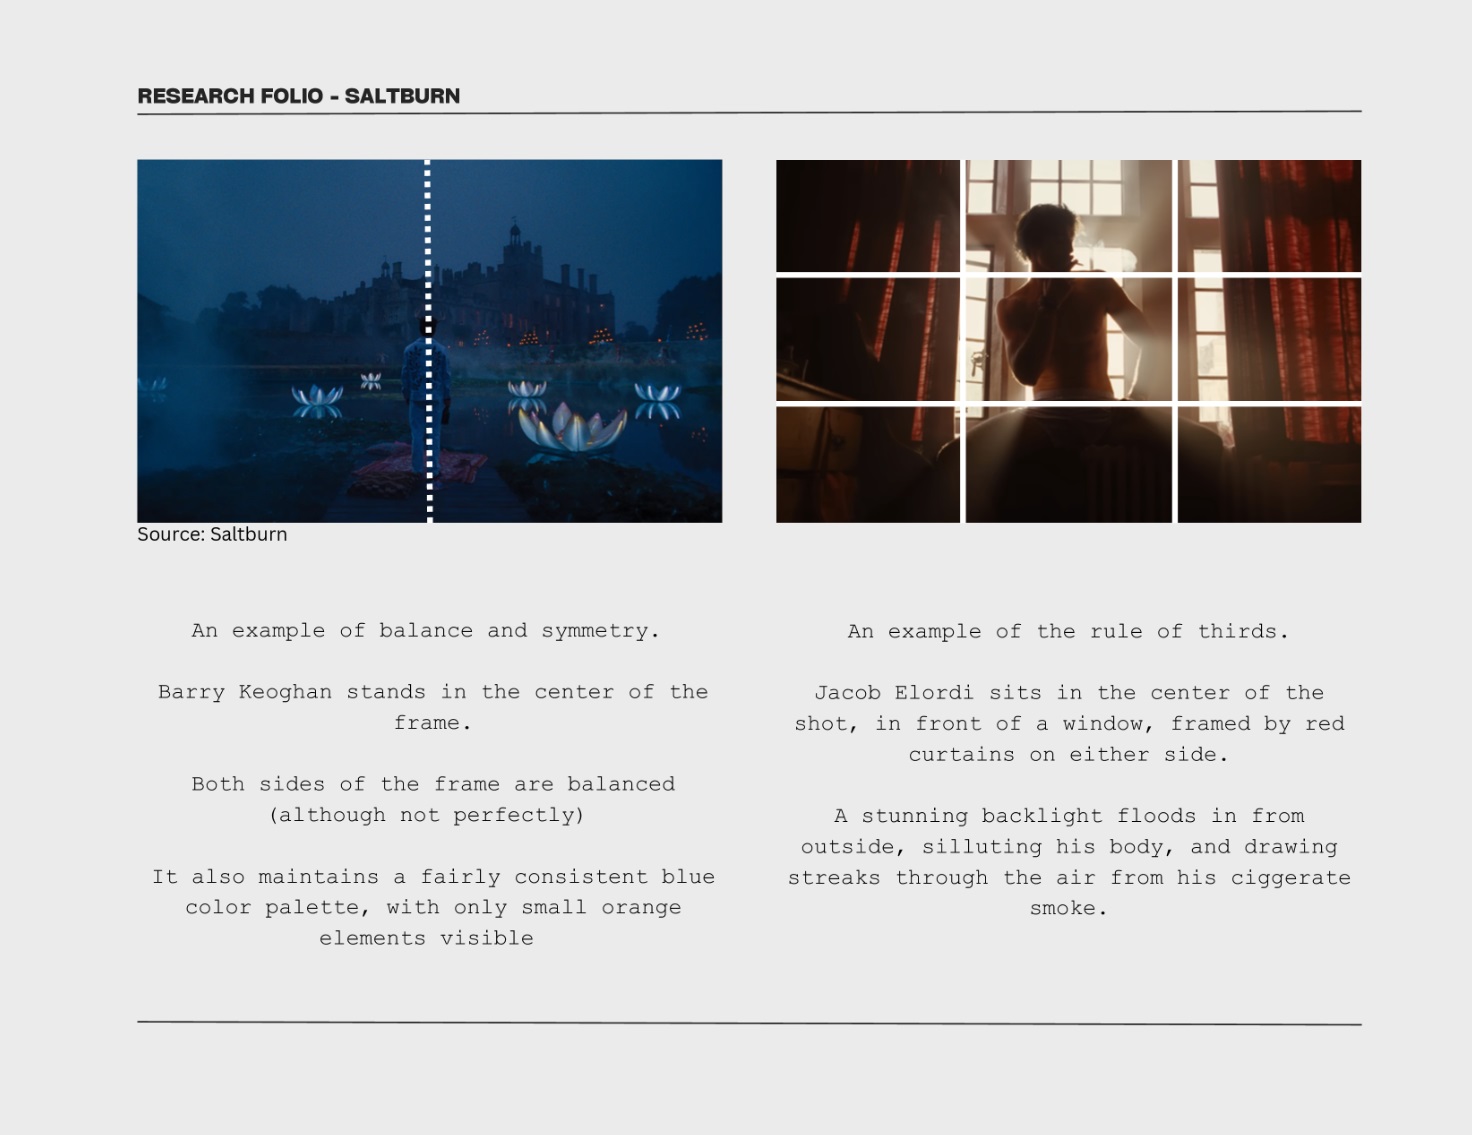 RESEARCH FOLIO - SALTBURN
Source: Saltburn
An example of balance and symmetry.
Barry Keoghan stands in the center of the
frame.
Both sides of the frame are balanced
(although not perfectly)
It also maintains a fairly consistent blue
color palette, with only small orange
elements visible
An example of the rule of thirds.
Jacob Elordi sits in the center of the
shot, in front of a window, framed by red
curtains on either side.
A stunning backlight floods in from
outside, silluting his body, and drawing
streaks through the air from his ciggerate
smoke.